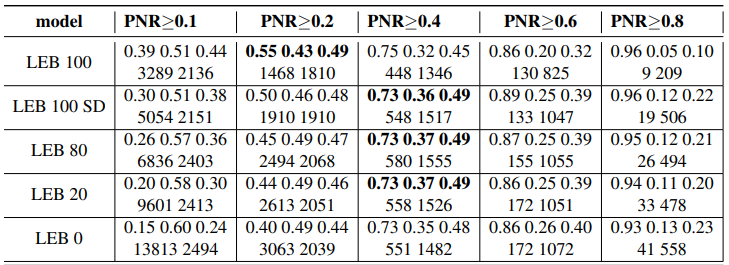 model PNR≥0.1 PNR≥0.2 PNR≥0.4 PNR≥0.6 PNR≥0.8
LEB 100 0.39 0.51 0.44 0.55 0.43 0.49 0.75 0.32 0.45 0.86 0.20 0.32 0.96 0.05 0.10
3289 2136 1468 1810 448 1346 130 825 9 209
LEB 100 SD 0.30 0.51 0.38 0.50 0.46 0.48 0.73 0.36 0.49 0.89 0.25 0.39 0.96 0.12 0.22
5054 2151 1910 1910 548 1517 133 1047 19 506
LEB 80 0.26 0.57 0.36 0.45 0.49 0.47 0.73 0.37 0.49 0.87 0.25 0.39 0.95 0.12 0.21
6836 2403 2494 2068 580 1555 155 1055 26 494
LEB 20 0.20 0.58 0.30 0.44 0.49 0.46 0.73 0.37 0.49 0.86 0.25 0.39 0.94 0.11 0.20
9601 2413 2613 2051 558 1526 172 1051 33 478
LEB 0 0.15 0.60 0.24 0.40 0.49 0.44 0.73 0.35 0.48 0.86 0.26 0.40 0.93 0.13 0.23
13813 2494 3063 2039 551 1482 172 1072 41 558